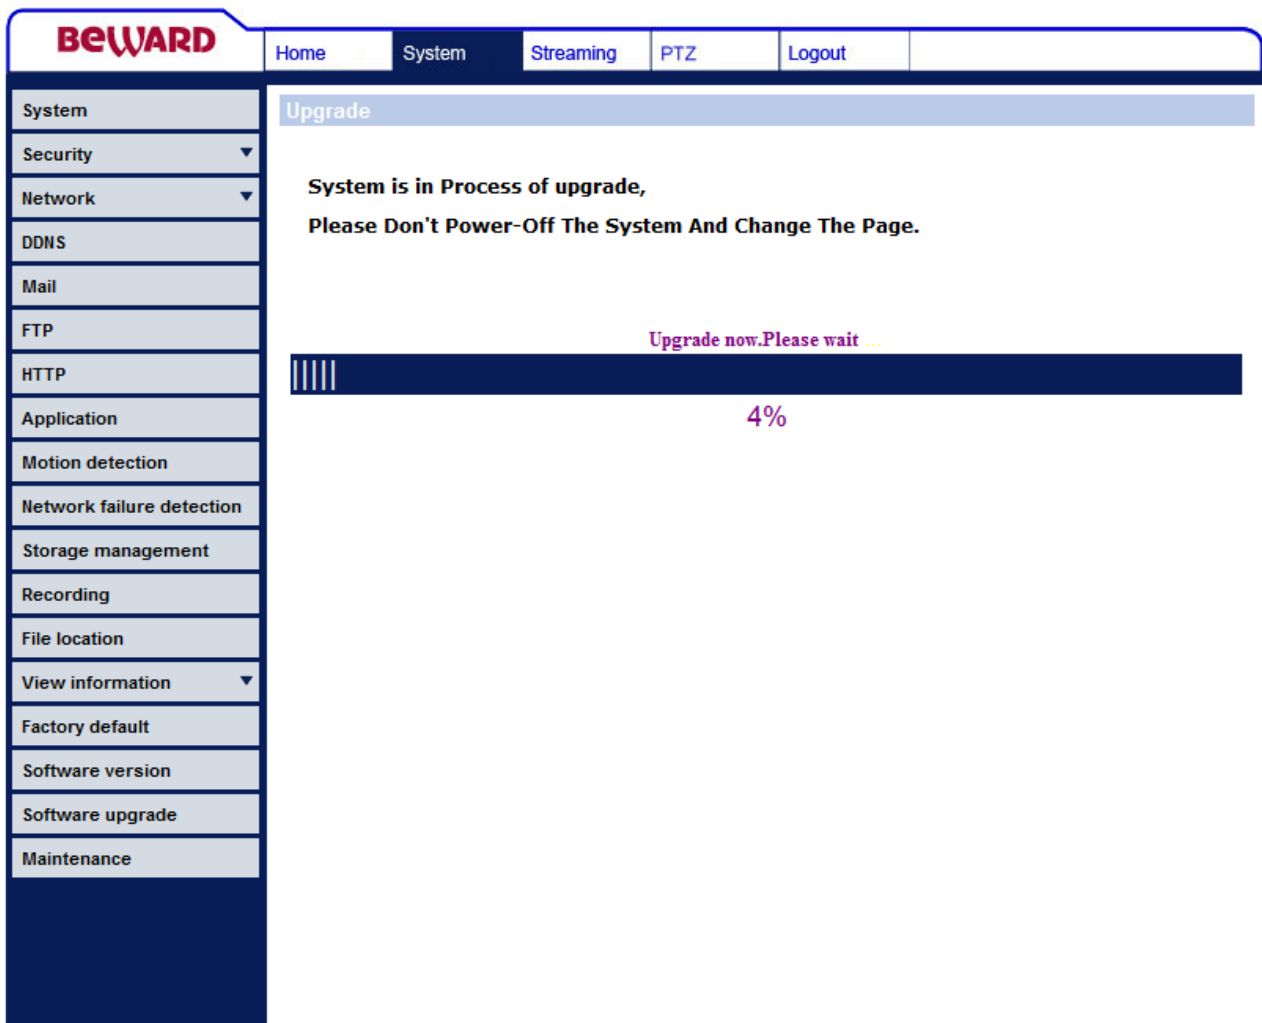 BEWARD
Home
System
Streaming
PTZ
Logout
System
Security
Network
DDNS
Mail
FTP
HTTP
Application
Motion detection
Network failure detection
Storage management
Recording
File location
View information
Factory default
Software version
Software upgrade
Maintenance
Upgrade
System is in Process of upgrade,
Please Don't Power-Off The System And Change The Page.
Upgrade now.Please wait ...
||||| 
4%